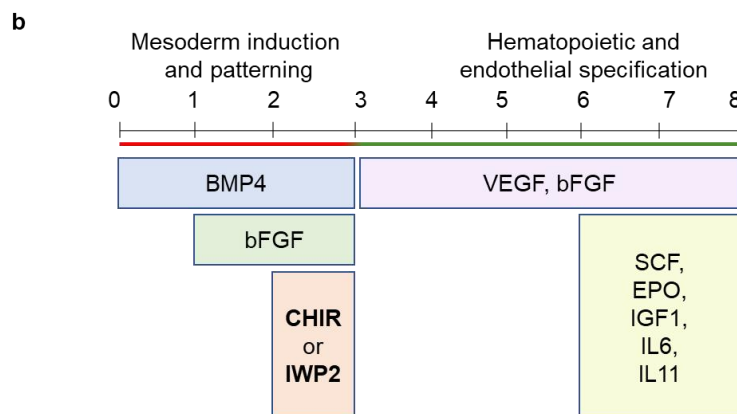 b
Mesoderm induction
and patterning
Hematopoietic and
endothelial specification
0 1 2 3 4 5 6 7 8
BMP4
VEGF, bFGF
bFGF
CHIR
or
IWP2
SCF,
EPO,
IGF1,
IL6,
IL11